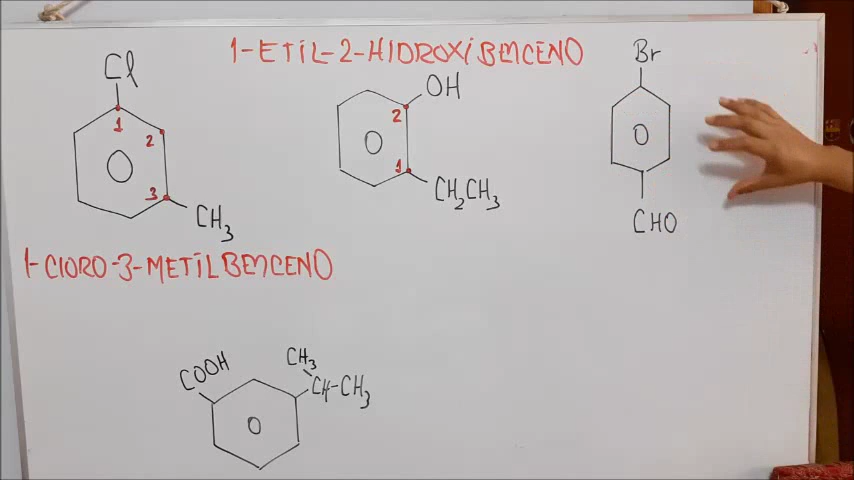 1-ETIL-2-HIDROXIBENCENO
Cl
1
2
3
CH3
1-CLORO-3-METILBENCENO
OH
2
1
CH2CH3
Br
CHO
COOH
CH3
CH-CH3